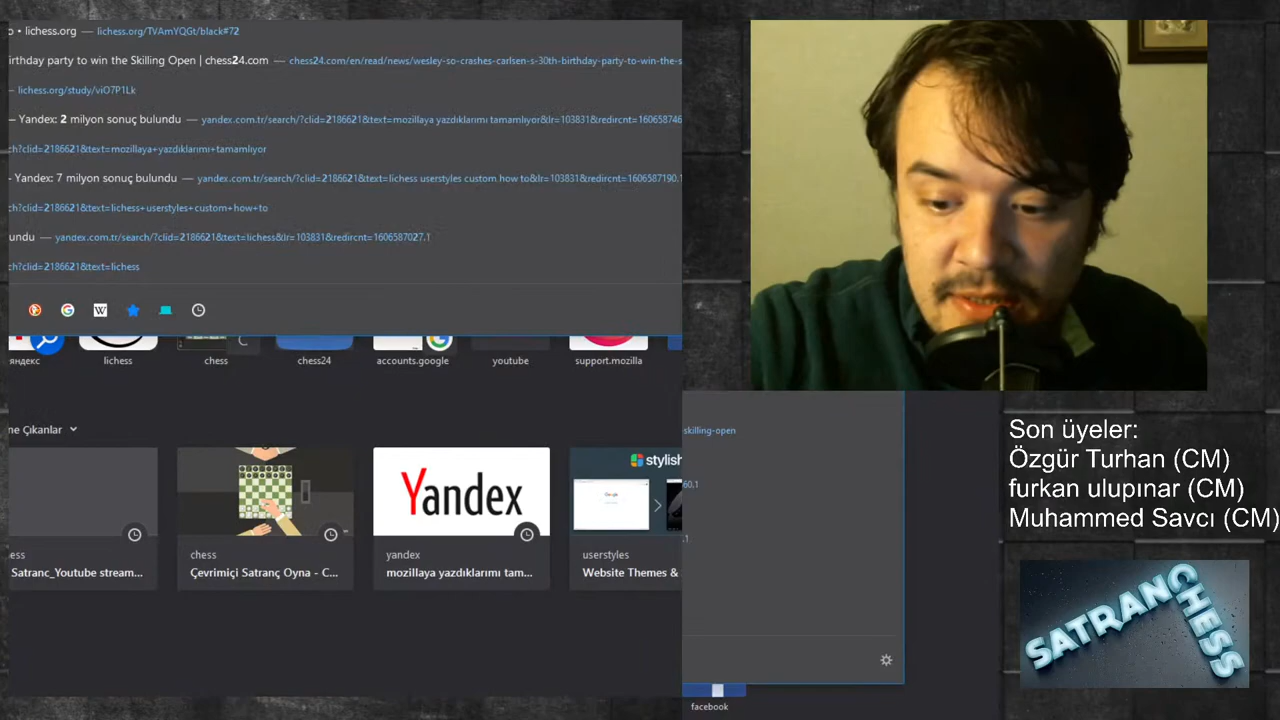 o • lichess.org — lichess.org/TVAmYQGt/black#72
irthday party to win the Skilling Open | chess24.com — chess24.com/en/read/news/wesley-so-crashes-carlsen-s-30th-birthday-party-to-win-the-s
— lichess.org/study/viO7P1Lk
— Yandex: 2 milyon sonuç bulundu — yandex.com.tr/search/?clid=2186621&text=mozillaya yazdıklarımı tamamlıyor&lr=103831&redircnt=160658746
ch?clid=2186621&text=mozillaya+yazdıklarımı+tamamlıyor
- Yandex: 7 milyon sonuç bulundu — yandex.com.tr/search/?clid=2186621&text=lichess userstyles custom how to&lr=103831&redircnt=1606587190.1
ch?clid=2186621&text=lichess+userstyles+custom+how+to
undu — yandex.com.tr/search/?clid=2186621&text=lichess&lr=103831&redircnt=1606587027.1
ch?clid=2186621&text=lichess
W
яндекс lichess chess chess24 accounts.google youtube support.mozilla
ne Çıkanlar
skilling-open
60.1
.1
Yandex
stylish
ess
Satranc_Youtube stream...
chess
Çevrimiçi Satranç Oyna - C...
yandex
mozillaya yazdıklarımı tam...
userstyles
Website Themes &
facebook
Son üyeler:
Özgür Turhan (CM)
furkan ulupınar (CM)
Muhammed Savcı (CM)
SATRANCHESS